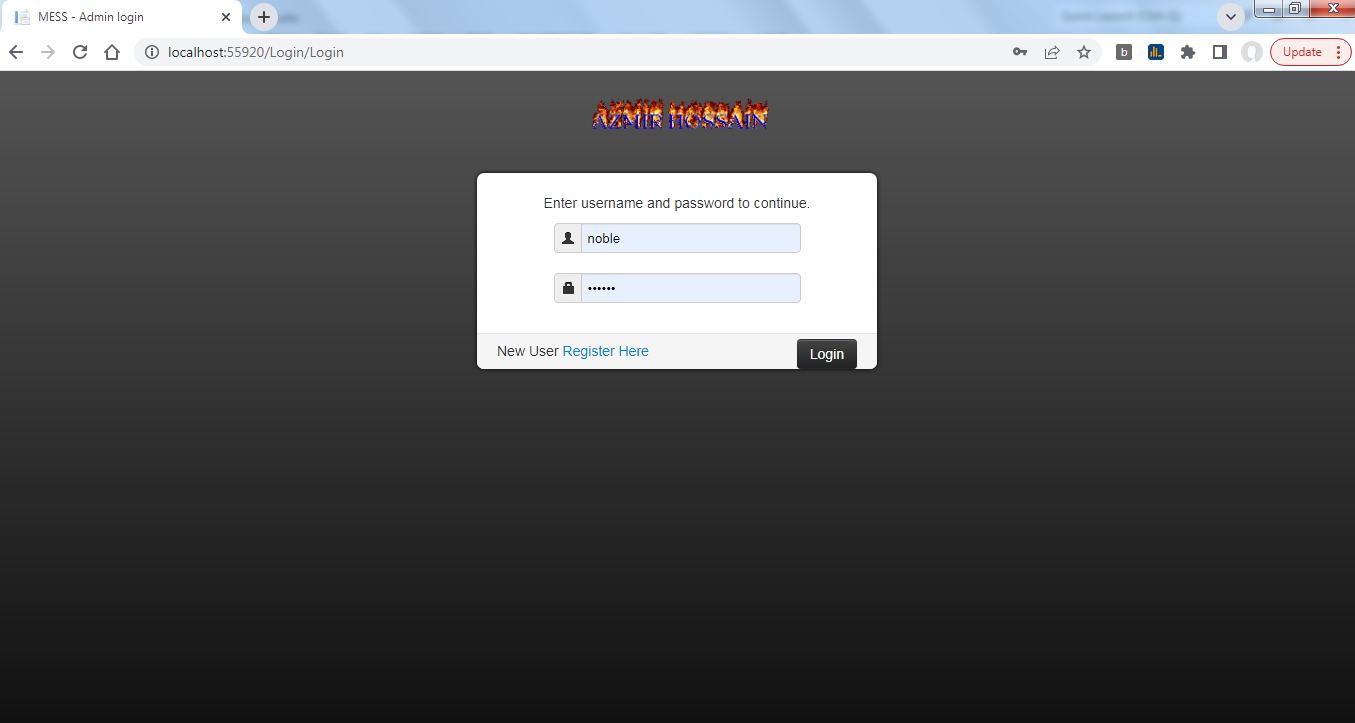 MESS - Admin login
localhost:55920/Login/Login
b
Update
AZMIR HOSSAIN
Enter username and password to continue.
noble
••••••
New User Register Here
Login